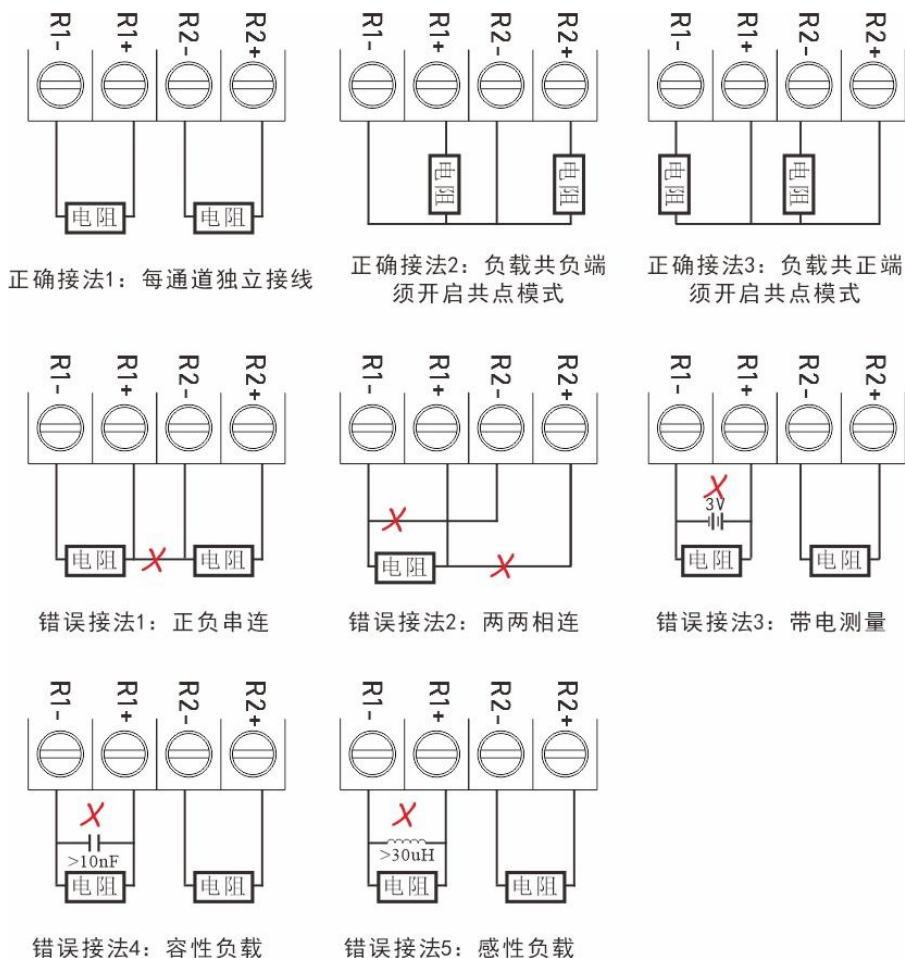 R1- R1+ R2- R2+
R1- R1+ R2- R2+
R1- R1+ R2- R2+
电阻 电阻
电阻 电阻
电阻 电阻
正确接法1：每通道独立接线
正确接法2：负载共负端
须开启共点模式
正确接法3：负载共正端
须开启共点模式
R1- R1+ R2- R2+
R1- R1+ R2- R2+
R1- R1+ R2- R2+
电阻 电阻
电阻
3V
电阻 电阻
错误接法1：正负串连
错误接法2：两两相连
错误接法3：带电测量
R1- R1+ R2- R2+
R1- R1+ R2- R2+
>10nF
电阻 电阻
>30uH
电阻 电阻
错误接法4：容性负载
错误接法5：感性负载